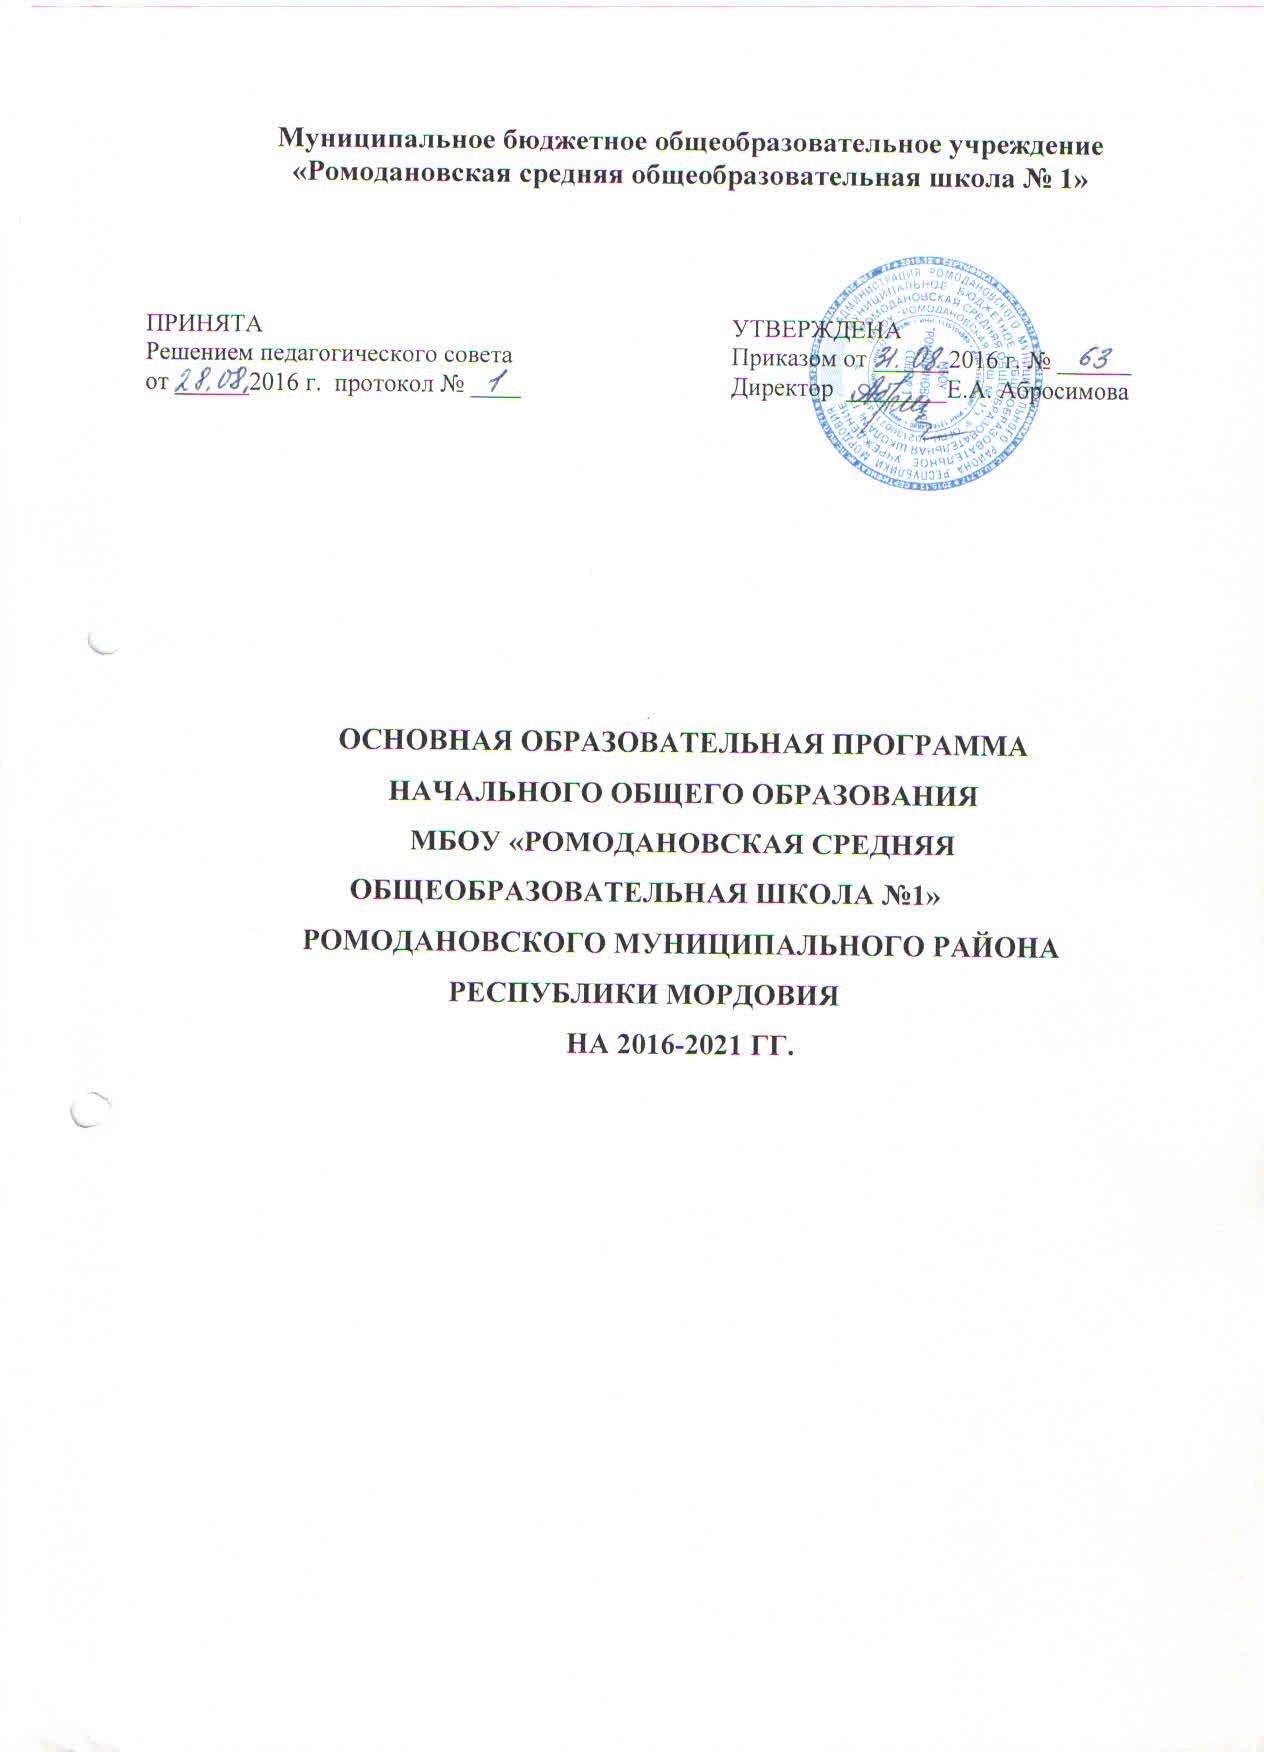 Муниципальное бюджетное общеобразовательное учреждение
«Ромодановская средняя общеобразовательная школа № 1»
ПРИНЯТА
Решением педагогического совета
от 28.08.2016 г. протокол № 1
УТВЕРЖДЕНА
Приказом от 31.08.2016 г. № 63
Директор Е.А. Абросимова
ОСНОВНАЯ ОБРАЗОВАТЕЛЬНАЯ ПРОГРАММА
НАЧАЛЬНОГО ОБЩЕГО ОБРАЗОВАНИЯ
МБОУ «РОМОДАНОВСКАЯ СРЕДНЯЯ
ОБЩЕОБРАЗОВАТЕЛЬНАЯ ШКОЛА №1»
РОМОДАНОВСКОГО МУНИЦИПАЛЬНОГО РАЙОНА
РЕСПУБЛИКИ МОРДОВИЯ
НА 2016-2021 ГГ.